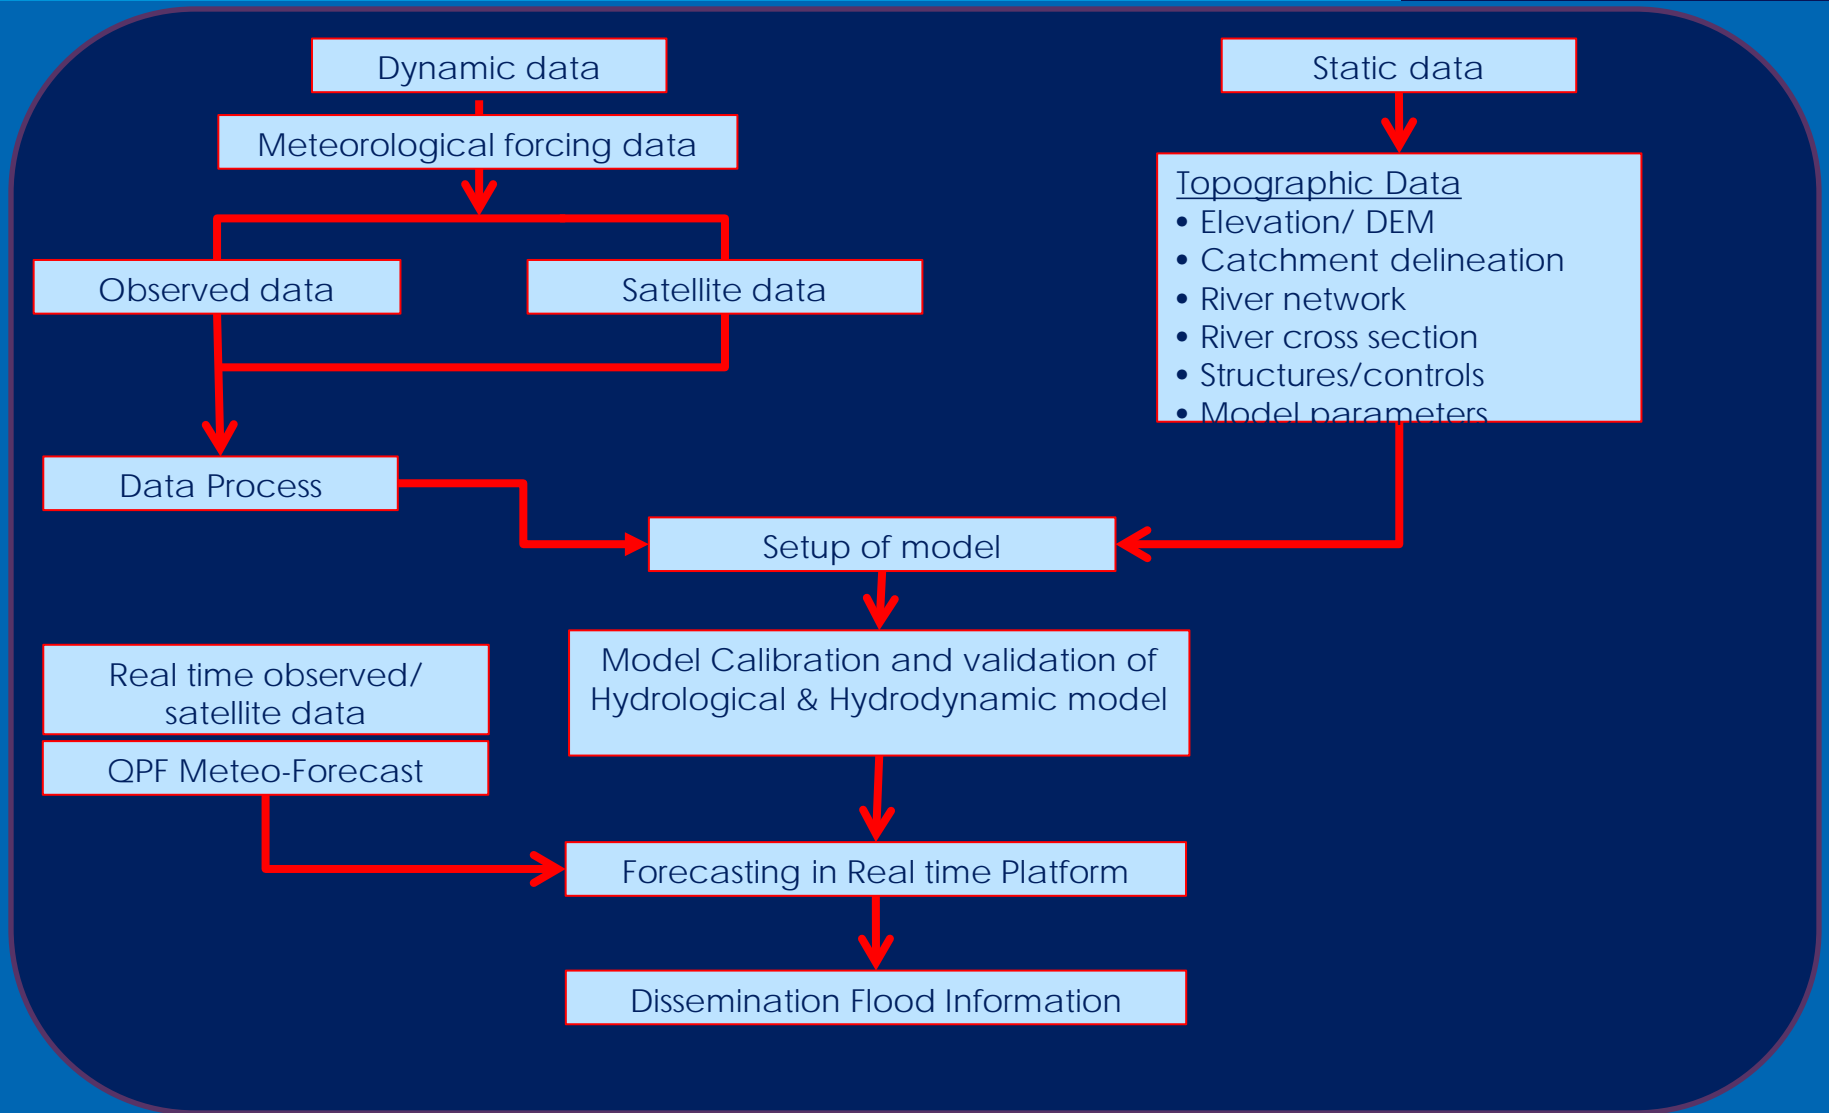 Dynamic data
Static data
Meteorological forcing data
Topographic Data
• Elevation/ DEM
• Catchment delineation
• River network
• River cross section
• Structures/controls
• Model parameters
Observed data
Satellite data
Data Process
Setup of model
Model Calibration and validation of
Hydrological & Hydrodynamic model
Real time observed/
satellite data
QPF Meteo-Forecast
Forecasting in Real time Platform
Dissemination Flood Information